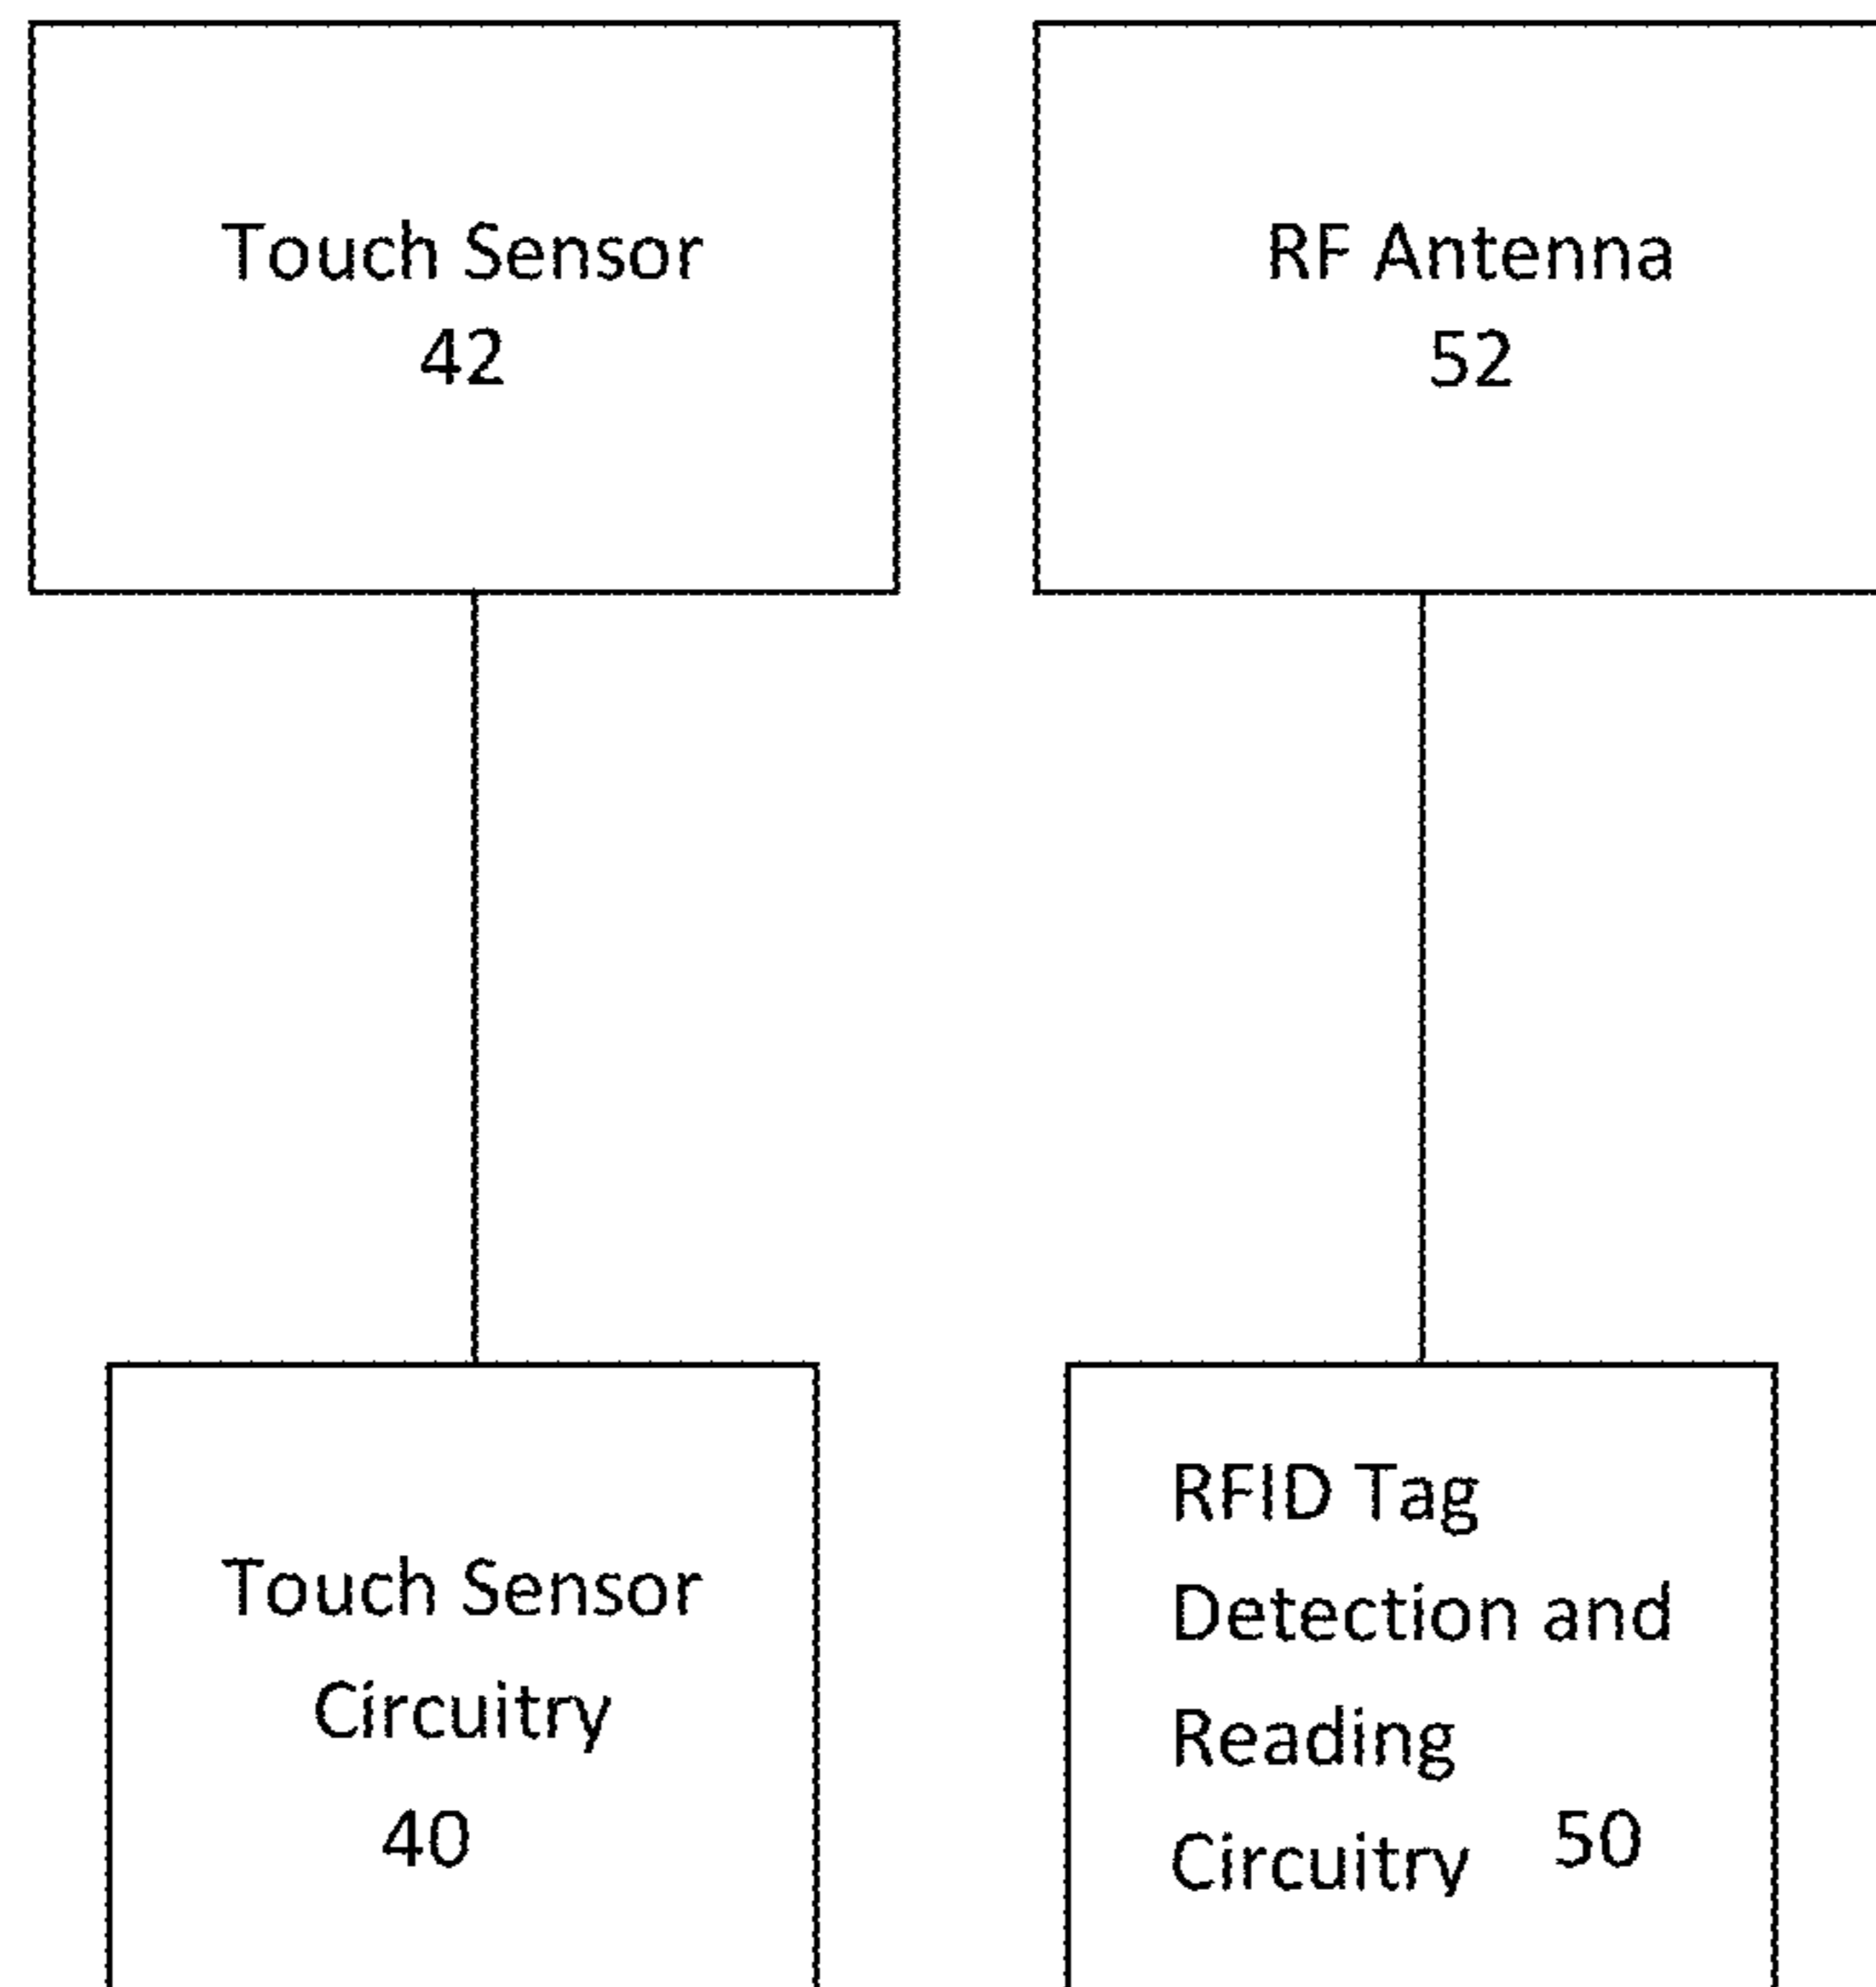 Touch Sensor
42
RF Antenna
52
Touch Sensor
Circuitry
40
RFID Tag
Detection and
Reading
Circuitry 50